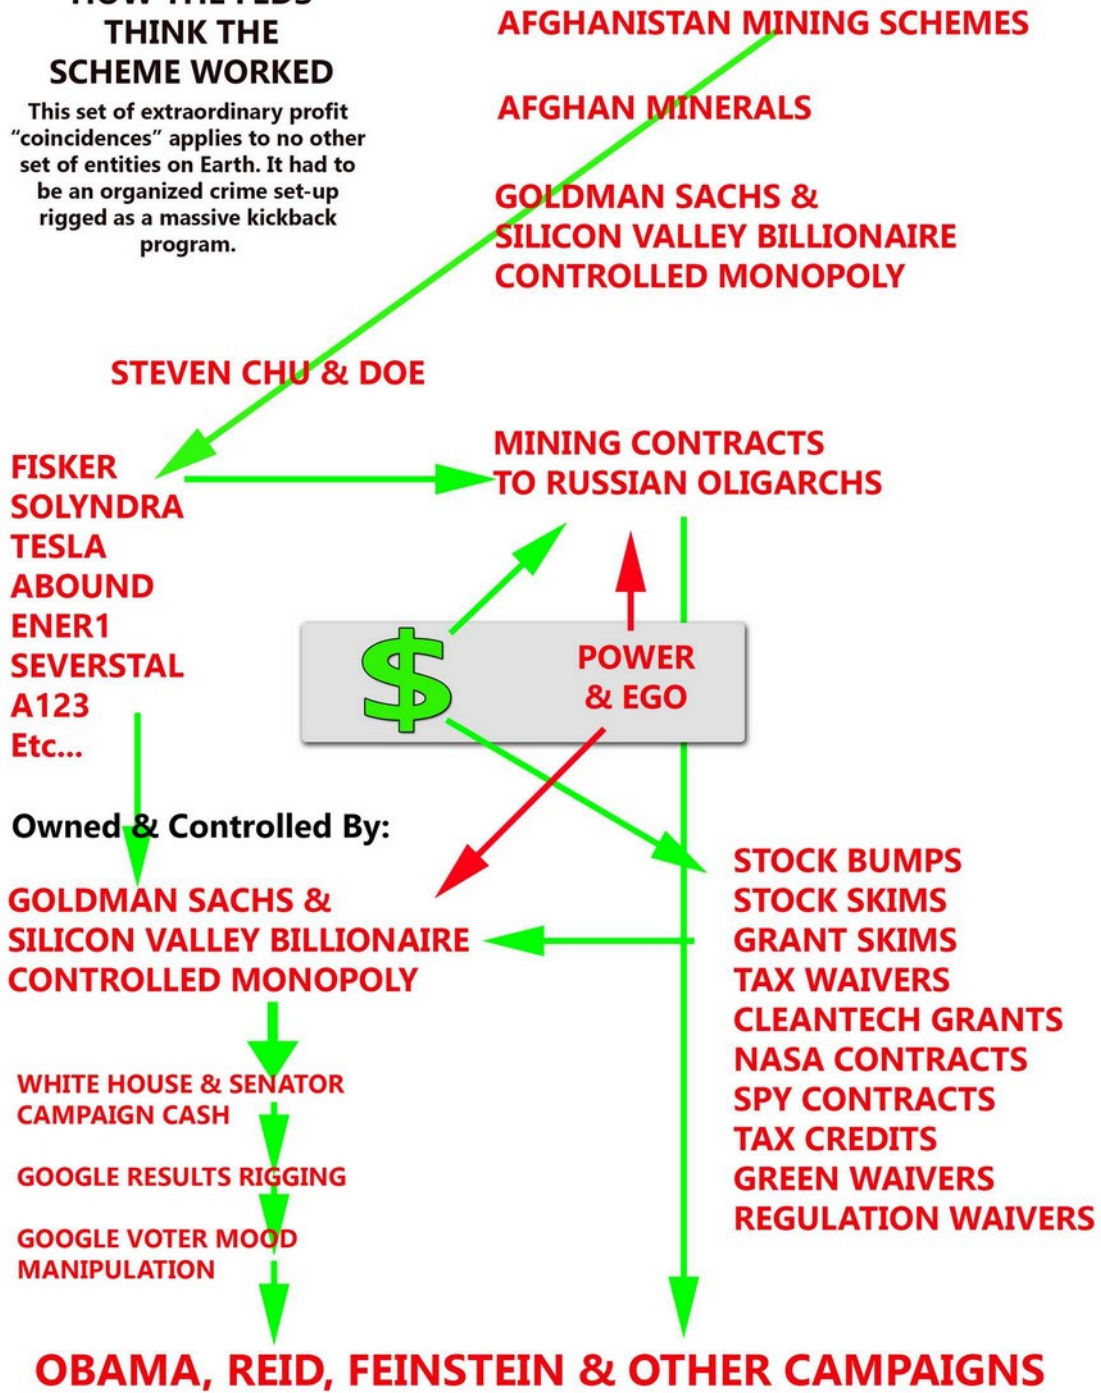 HOW THE FEDS
THINK THE
SCHEME WORKED
This set of extraordinary profit
“coincidences” applies to no other
set of entities on Earth. It had to
be an organized crime set-up
rigged as a massive kickback
program.
AFGHANISTAN MINING SCHEMES
AFGHAN MINERALS
GOLDMAN SACHS &
SILICON VALLEY BILLIONAIRE
CONTROLLED MONOPOLY
STEVEN CHU & DOE
FISKER
SOLYNDRA
TESLA
ABOUND
ENER1
SEVERSTAL
A123
Etc...
MINING CONTRACTS
TO RUSSIAN OLIGARCHS
$
POWER
& EGO
Owned & Controlled By:
GOLDMAN SACHS &
SILICON VALLEY BILLIONAIRE
CONTROLLED MONOPOLY
STOCK BUMPS
STOCK SKIMS
GRANT SKIMS
TAX WAIVERS
CLEANTECH GRANTS
NASA CONTRACTS
SPY CONTRACTS
TAX CREDITS
GREEN WAIVERS
REGULATION WAIVERS
WHITE HOUSE & SENATOR
CAMPAIGN CASH
GOOGLE RESULTS RIGGING
GOOGLE VOTER MOOD
MANIPULATION
OBAMA, REID, FEINSTEIN & OTHER CAMPAIGNS